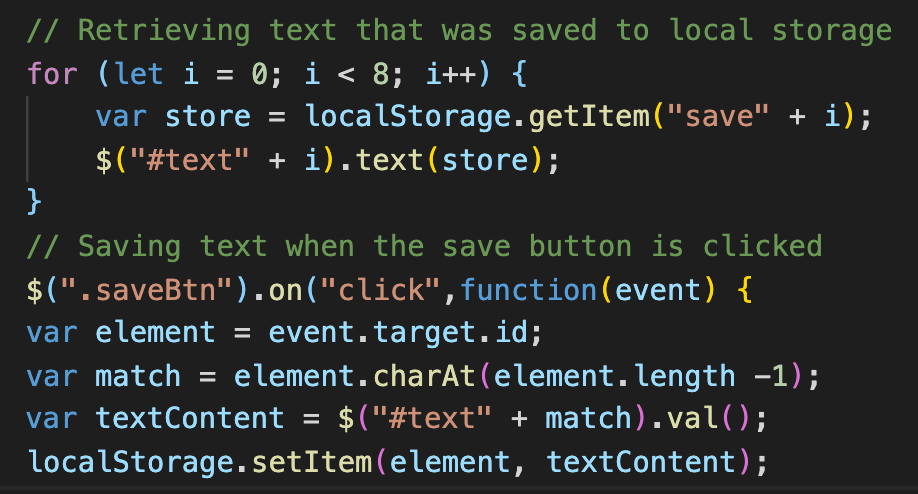 // Retrieving text that was saved to local storage
for (let i = 0; i < 8; i++) {
    var store = localStorage.getItem("save" + i);
    $("#text" + i).text(store);
}
// Saving text when the save button is clicked
$(".saveBtn").on("click",function(event) {
var element = event.target.id;
var match = element.charAt(element.length -1);
var textContent = $("#text" + match).val();
localStorage.setItem(element, textContent);